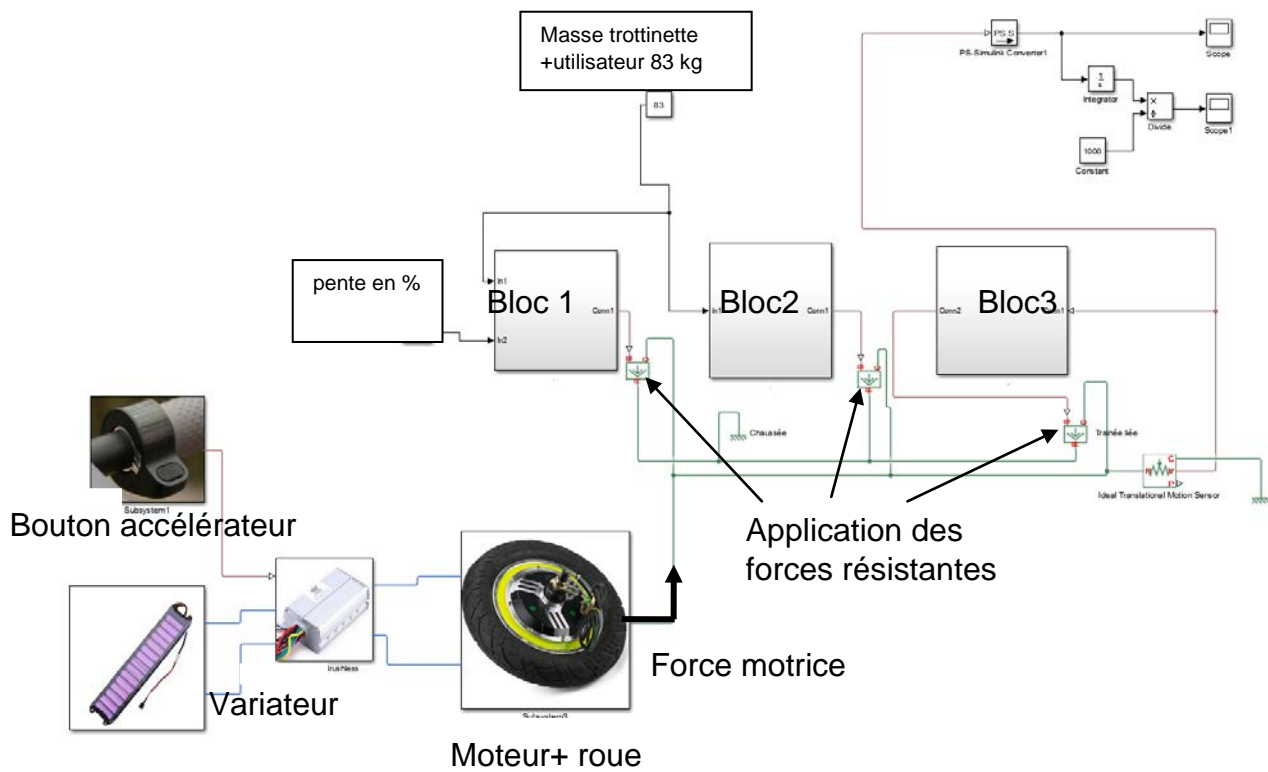 Masse trottinette
+utilisateur 83 kg
83
PS-S
PS-Simulink Converter1
Scope
1
s
Integrator
Divide
Scope1
1000
Constant
pente en %
In1
In2
Bloc 1
Conn1
In1
Bloc2
Conn1
Conn2
Bloc3
Conn1
S
C
R
S
C
R
S
C
R
Chaussée
Trainée liée
R
C
V
P
Ideal Translational Motion Sensor
Subsystem1
Bouton accélérateur
Application des
forces résistantes
Force motrice
Variateur
Subsystem3
Moteur+ roue